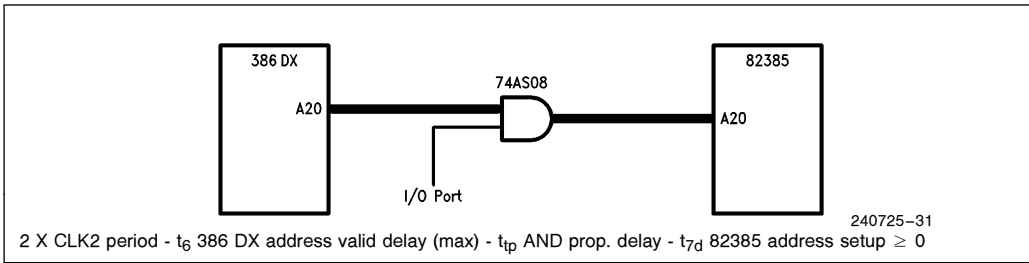 386 DX
82385
74AS08
A20
A20
I/O Port
240725-31
2 X CLK2 period - t6 386 DX address valid delay (max) - ttp AND prop. delay - t7d 82385 address setup ≥ 0